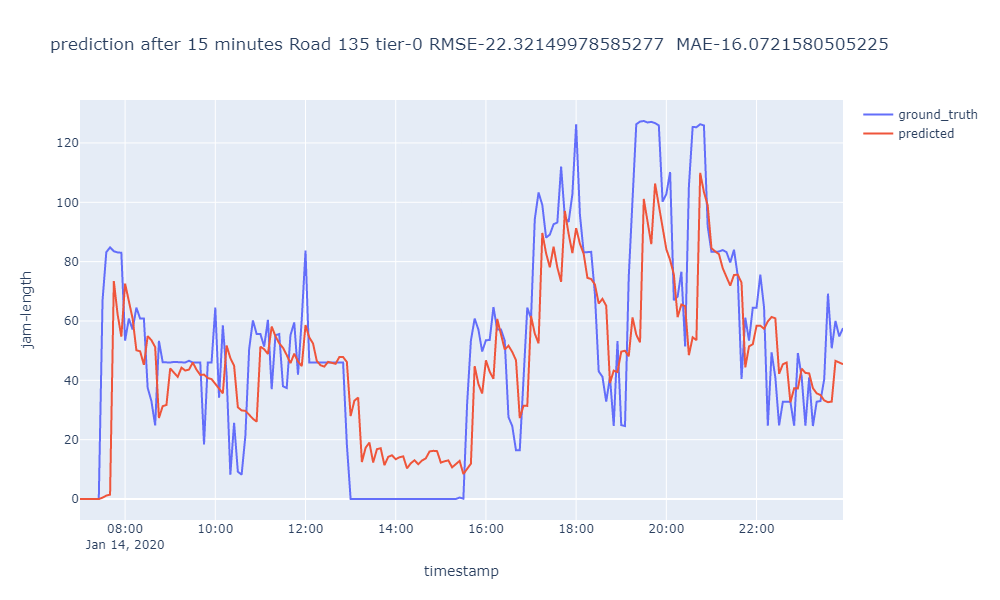 prediction after 15 minutes Road 135 tier-0 RMSE-22.32149978585277  MAE-16.0721580505225
ground_truth
predicted
jam-length
120
100
80
60
40
20
0
08:00 10:00 12:00 14:00 16:00 18:00 20:00 22:00
Jan 14, 2020
timestamp